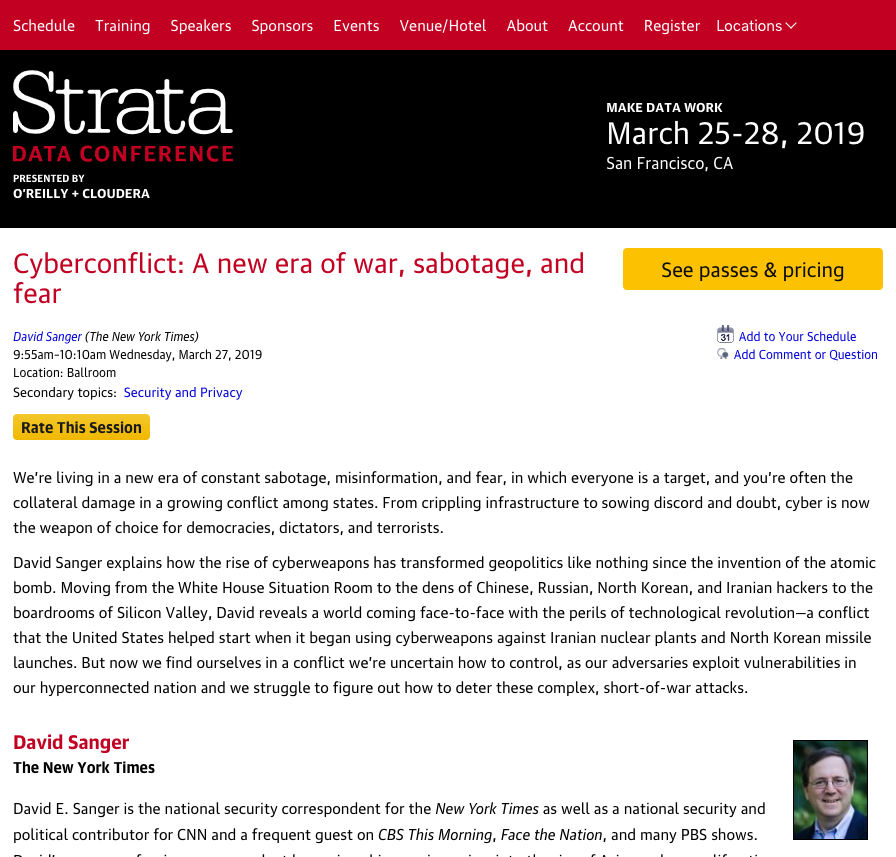 Schedule Training Speakers Sponsors Events Venue/Hotel About Account Register Locations
Strata
DATA CONFERENCE
PRESENTED BY
O'REILLY + CLOUDERA
MAKE DATA WORK
March 25-28, 2019
San Francisco, CA
Cyberconflict: A new era of war, sabotage, and
fear
See passes & pricing
David Sanger (The New York Times)
9:55am–10:10am Wednesday, March 27, 2019
Location: Ballroom
Secondary topics: Security and Privacy
31 Add to Your Schedule
Add Comment or Question
Rate This Session
We’re living in a new era of constant sabotage, misinformation, and fear, in which everyone is a target, and you’re often the
collateral damage in a growing conflict among states. From crippling infrastructure to sowing discord and doubt, cyber is now
the weapon of choice for democracies, dictators, and terrorists.
David Sanger explains how the rise of cyberweapons has transformed geopolitics like nothing since the invention of the atomic
bomb. Moving from the White House Situation Room to the dens of Chinese, Russian, North Korean, and Iranian hackers to the
boardrooms of Silicon Valley, David reveals a world coming face-to-face with the perils of technological revolution—a conflict
that the United States helped start when it began using cyberweapons against Iranian nuclear plants and North Korean missile
launches. But now we find ourselves in a conflict we’re uncertain how to control, as our adversaries exploit vulnerabilities in
our hyperconnected nation and we struggle to figure out how to deter these complex, short-of-war attacks.
David Sanger
The New York Times
David E. Sanger is the national security correspondent for the New York Times as well as a national security and
political contributor for CNN and a frequent guest on CBS This Morning, Face the Nation, and many PBS shows.